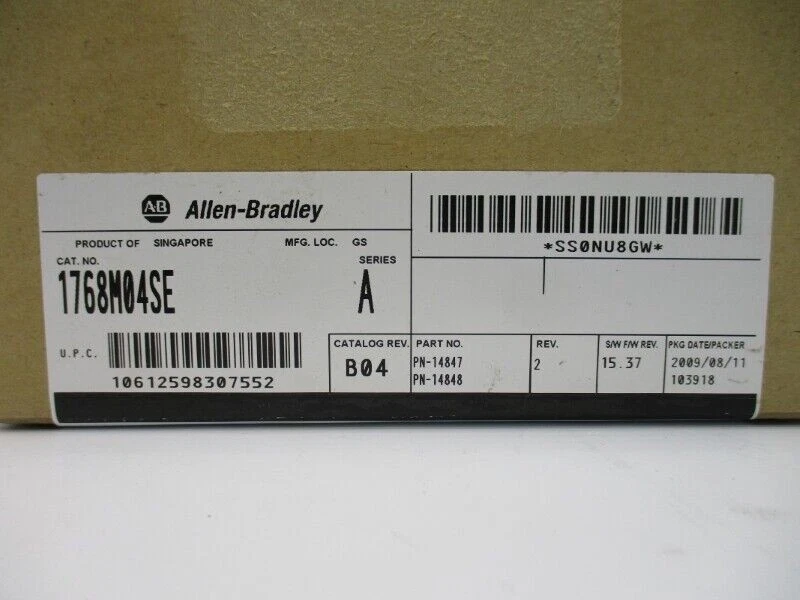 AB Allen-Bradley
PRODUCT OF SINGAPORE MFG. LOC. GS
CAT. NO. SERIES
1768M04SE A
*SS0NU8GW*
U.P.C.
10612598307552
CATALOG REV.
B04
PART NO.
PN-14847
PN-14848
REV.
2
S/W F/W REV.
15.37
PKG DATE/PACKER
2009/08/11
103918